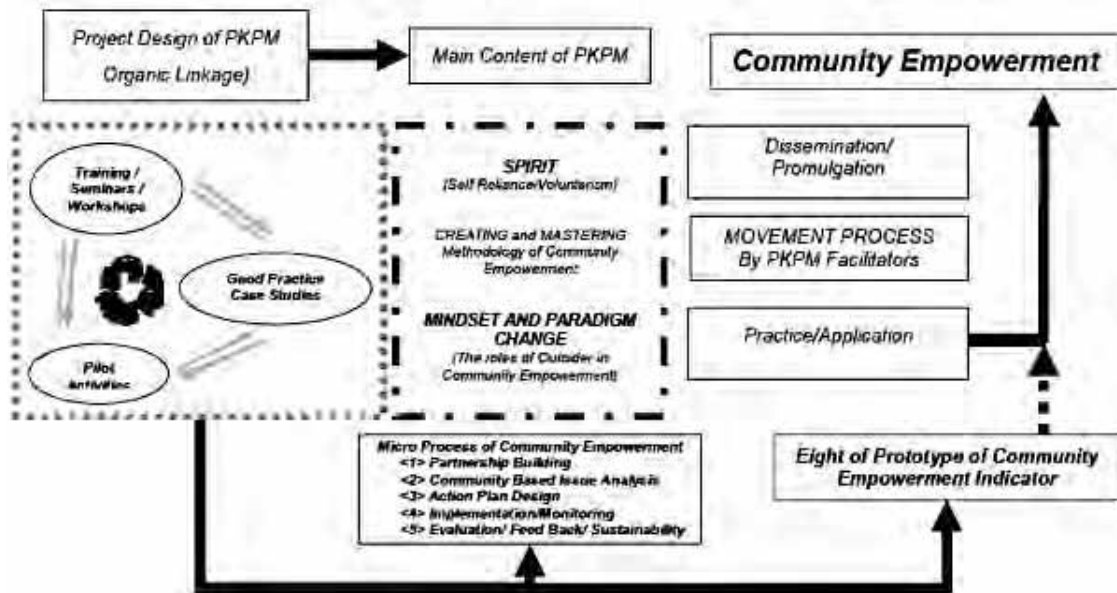 Project Design of PKPM
Organic Linkage)
Main Content of PKPM
Community Empowerment
Training /
Seminars /
Workshops
Good Practice
Case Studies
Pilot
Activities
SPIRIT
(Self Reliance/Voluntarism)
CREATING and MASTERING
Methodology of Community
Empowerment
MINDSET AND PARADIGM
CHANGE
(The roles of Outsider in
Community Empowerment)
Dissemination/
Promulgation
MOVEMENT PROCESS
By PKPM Facilitators
Practice/Application
Micro Process of Community Empowerment
<1> Partnership Building
<2> Community Based Issue Analysis
<3> Action Plan Design
<4> Implementation/Monitoring
<5> Evaluation/ Feed Back/ Sustainability
Eight of Prototype of Community
Empowerment Indicator